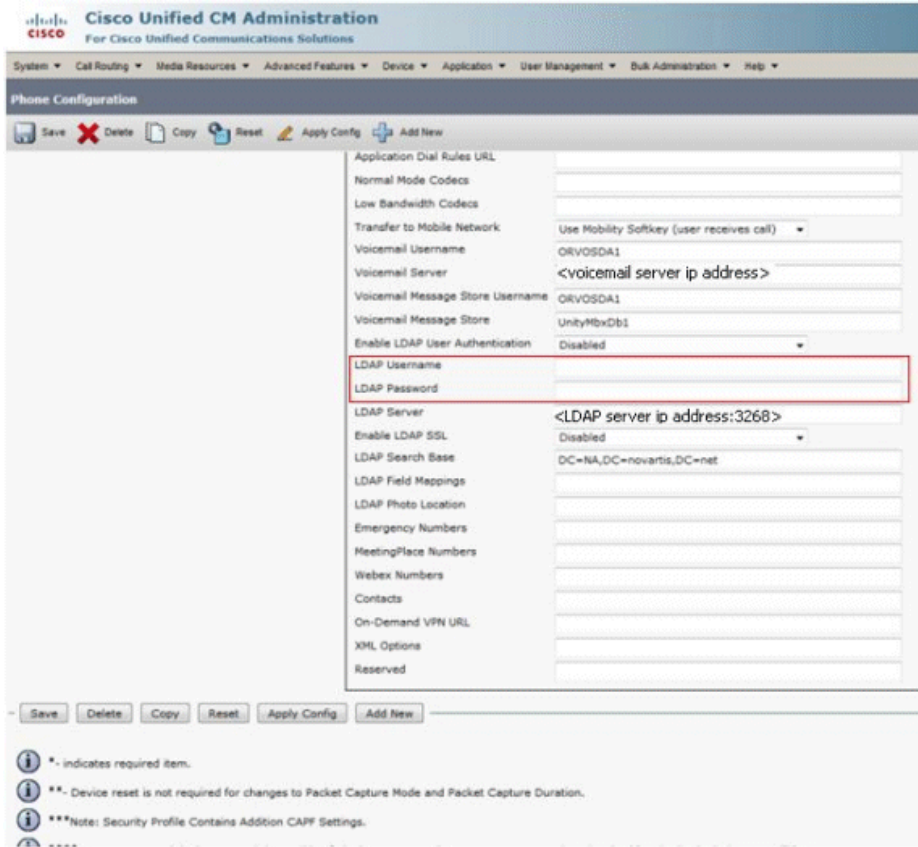 Cisco Unified CM Administration
CISCO
For Cisco Unified Communications Solutions
System Call Routing Media Resources Advanced Features Device Application User Management Bulk Administration Help
Phone Configuration
Save Delete Copy Reset Apply Config Add New
Application Dial Rules URL
Normal Mode Codecs
Low Bandwidth Codecs
Transfer to Mobile Network Use Mobility Softkey (user receives call)
Voicemail Username ORVOSDA1
Voicemail Server <voicemail server ip address>
Voicemail Message Store Username ORVOSDA1
Voicemail Message Store UnityMbxDb1
Enable LDAP User Authentication Disabled
LDAP Username
LDAP Password
LDAP Server <LDAP server ip address:3268>
Enable LDAP SSL Disabled
LDAP Search Base DC=NA,DC=novartis,DC=net
LDAP Field Mappings
LDAP Photo Location
Emergency Numbers
MeetingPlace Numbers
Webex Numbers
Contacts
On-Demand VPN URL
XML Options
Reserved
Save Delete Copy Reset Apply Config Add New
*- indicates required item.
**- Device reset is not required for changes to Packet Capture Mode and Packet Capture Duration.
***Note: Security Profile Contains Addition CAPF Settings.